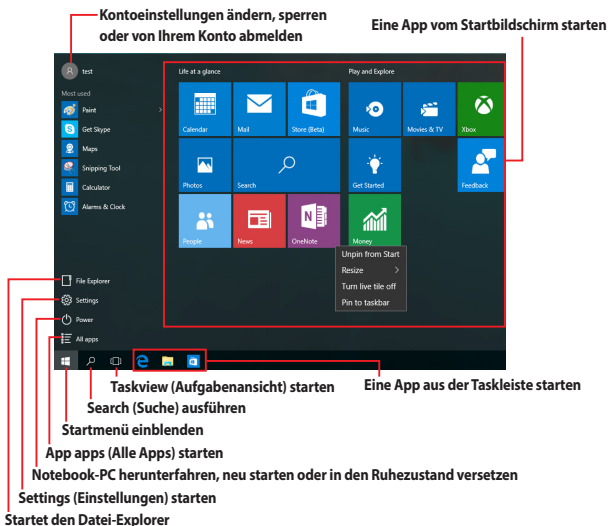 Kontoeinstellungen ändern, sperren
oder von Ihrem Konto abmelden
Eine App vom Startbildschirm starten
test
Most used
Paint
Get Skype
Maps
Snipping Tool
Calculator
Alarms & Clock
File Explorer
Settings
Power
All apps
Life at a glance
Play and Explore
Calendar
Mail
Store (Beta)
Music
Movies & TV
Xbox
Photos
Search
Get Started
Feedback
People
News
OneNote
Money
Unpin from Start
Resize
Turn live tile off
Pin to taskbar
Taskview (Aufgabenansicht) starten
Eine App aus der Taskleiste starten
Search (Suche) ausführen
Startmenü einblenden
App apps (Alle Apps) starten
Notebook-PC herunterfahren, neu starten oder in den Ruhezustand versetzen
Settings (Einstellungen) starten
Startet den Datei-Explorer